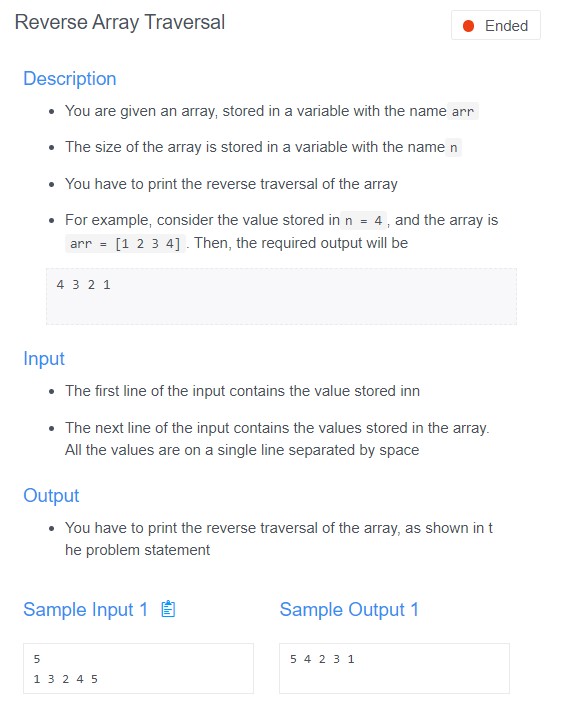 Reverse Array Traversal
Ended
Description
• You are given an array, stored in a variable with the name arr
• The size of the array is stored in a variable with the name n
• You have to print the reverse traversal of the array
• For example, consider the value stored in n = 4 , and the array is
arr = [1 2 3 4] . Then, the required output will be
4 3 2 1
Input
• The first line of the input contains the value stored inn
• The next line of the input contains the values stored in the array.
All the values are on a single line separated by space
Output
• You have to print the reverse traversal of the array, as shown in t
he problem statement
Sample Input 1
5
1 3 2 4 5
Sample Output 1
5 4 2 3 1